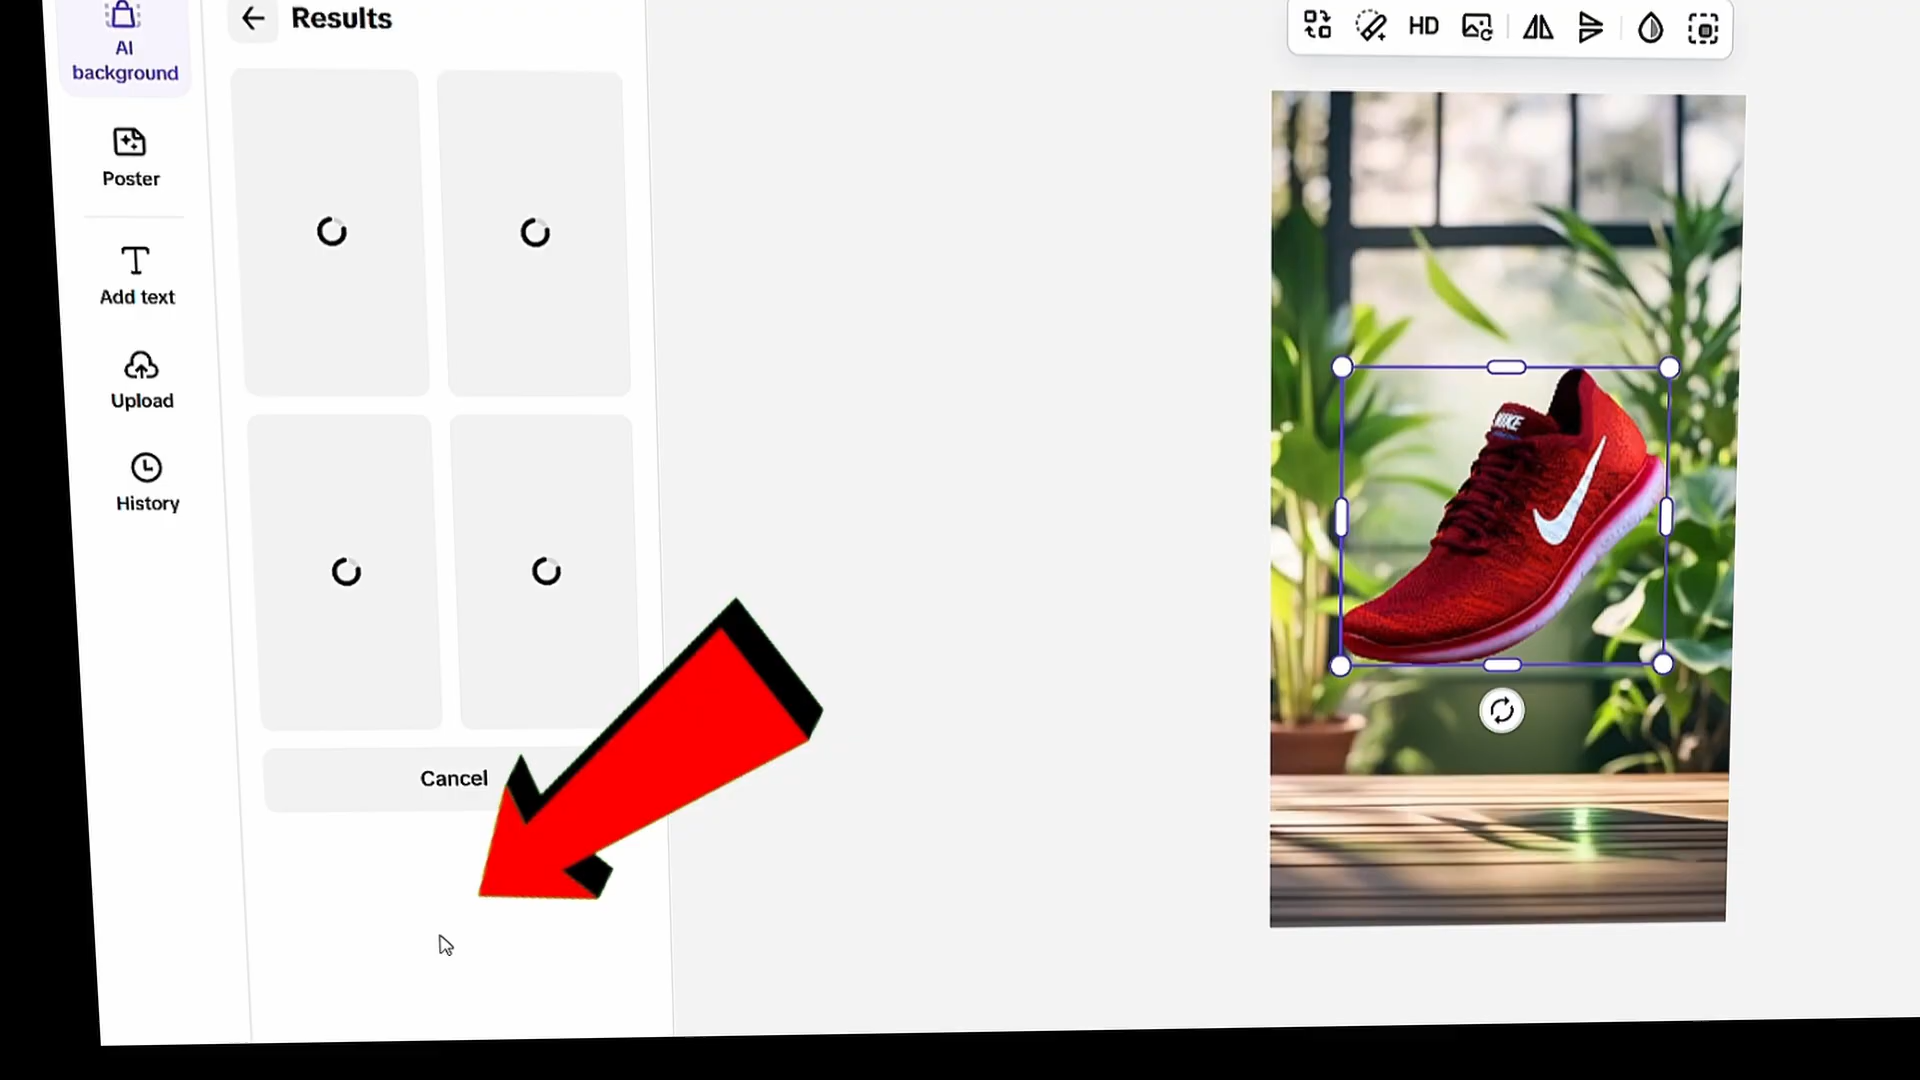 AI
background
Results
HD
Poster
Add text
Upload
History
NIKE
Cancel